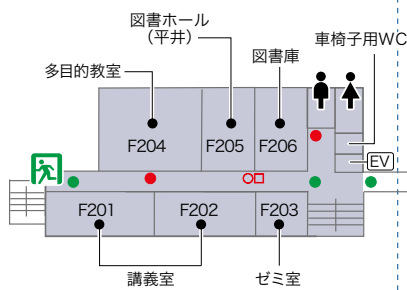 図書ホール
（平井）
車椅子用WC
図書庫
多目的教室
F204
F205
F206
EV
F201
F202
F203
講義室
ゼミ室